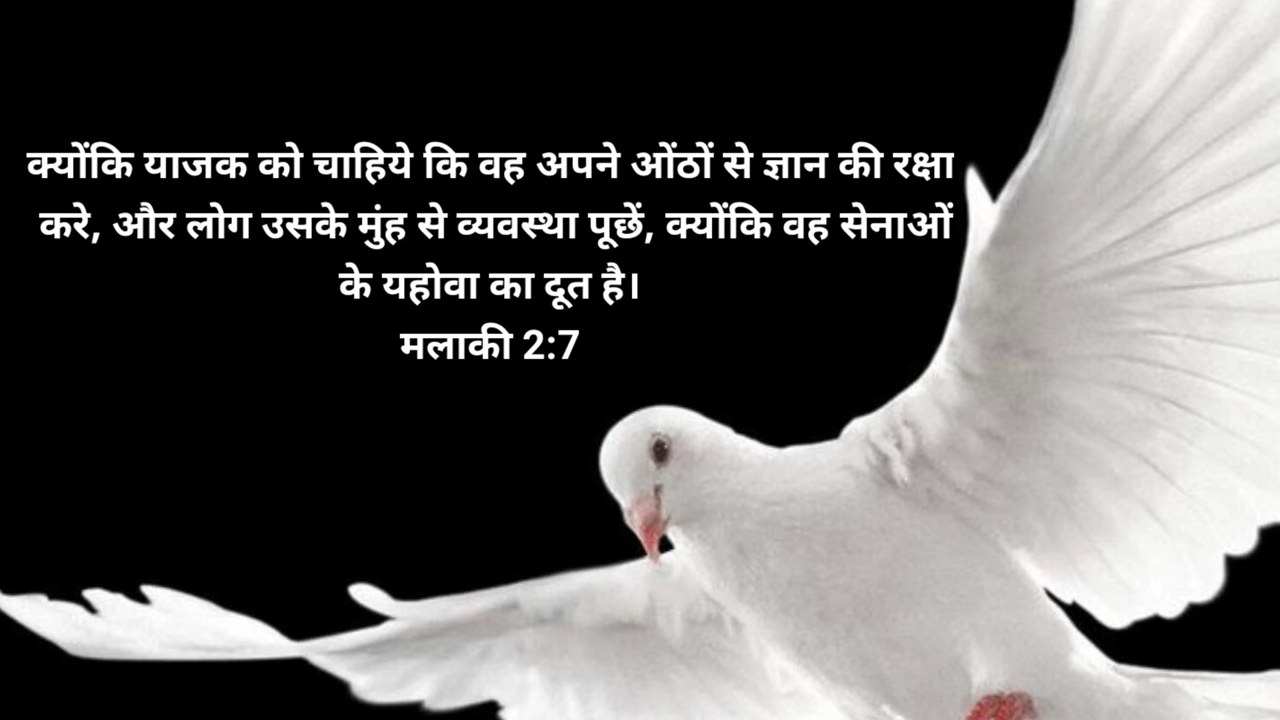 क्योंकि याजक को चाहिये कि वह अपने ओंठों से ज्ञान की रक्षा
करे, और लोग उसके मुंह से व्यवस्था पूछें, क्योंकि वह सेनाओं
के यहोवा का दूत है।
मलाकी 2:7